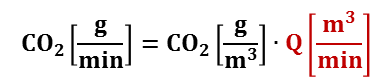 CO₂ [g/min] = CO₂ [g/m³] · Q [m³/min]